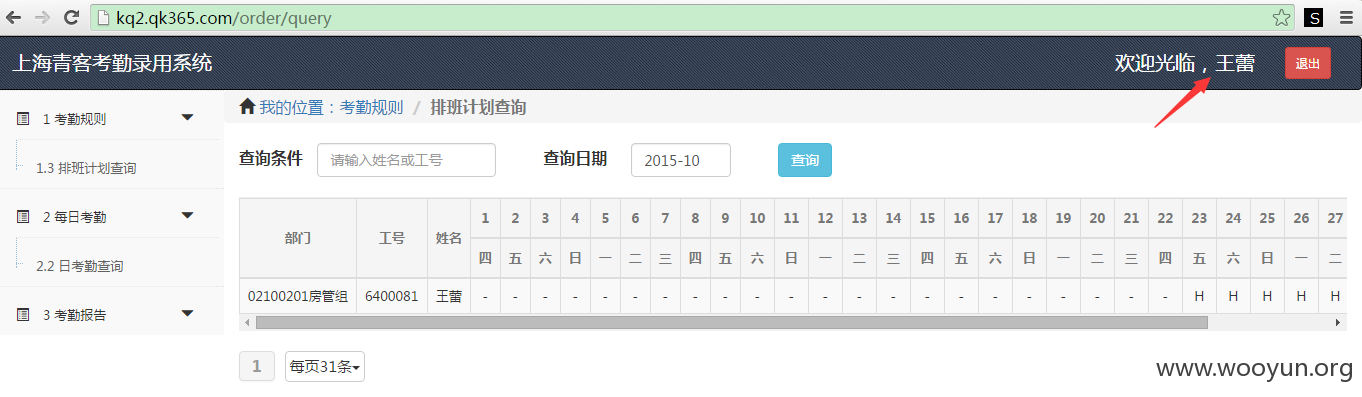 kq2.qk365.com/order/query
S
上海青客考勤录用系统
欢迎光临，王蕾 退出
1 考勤规则
1.3 排班计划查询
2 每日考勤
2.2 日考勤查询
3 考勤报告
我的位置：考勤规则 / 排班计划查询
查询条件 请输入姓名或工号 查询日期 2015-10 查询
部门 工号 姓名 1 2 3 4 5 6 7 8 9 10 11 12 13 14 15 16 17 18 19 20 21 22 23 24 25 26 27
四 五 六 日 一 二 三 四 五 六 日 一 二 三 四 五 六 日 一 二 三 四 五 六 日 一 二
02100201房管组 6400081 王蕾 - - - - - - - - - - - - - - - - - - - - - - H H H H H
1 每页31条
www.wooyun.org